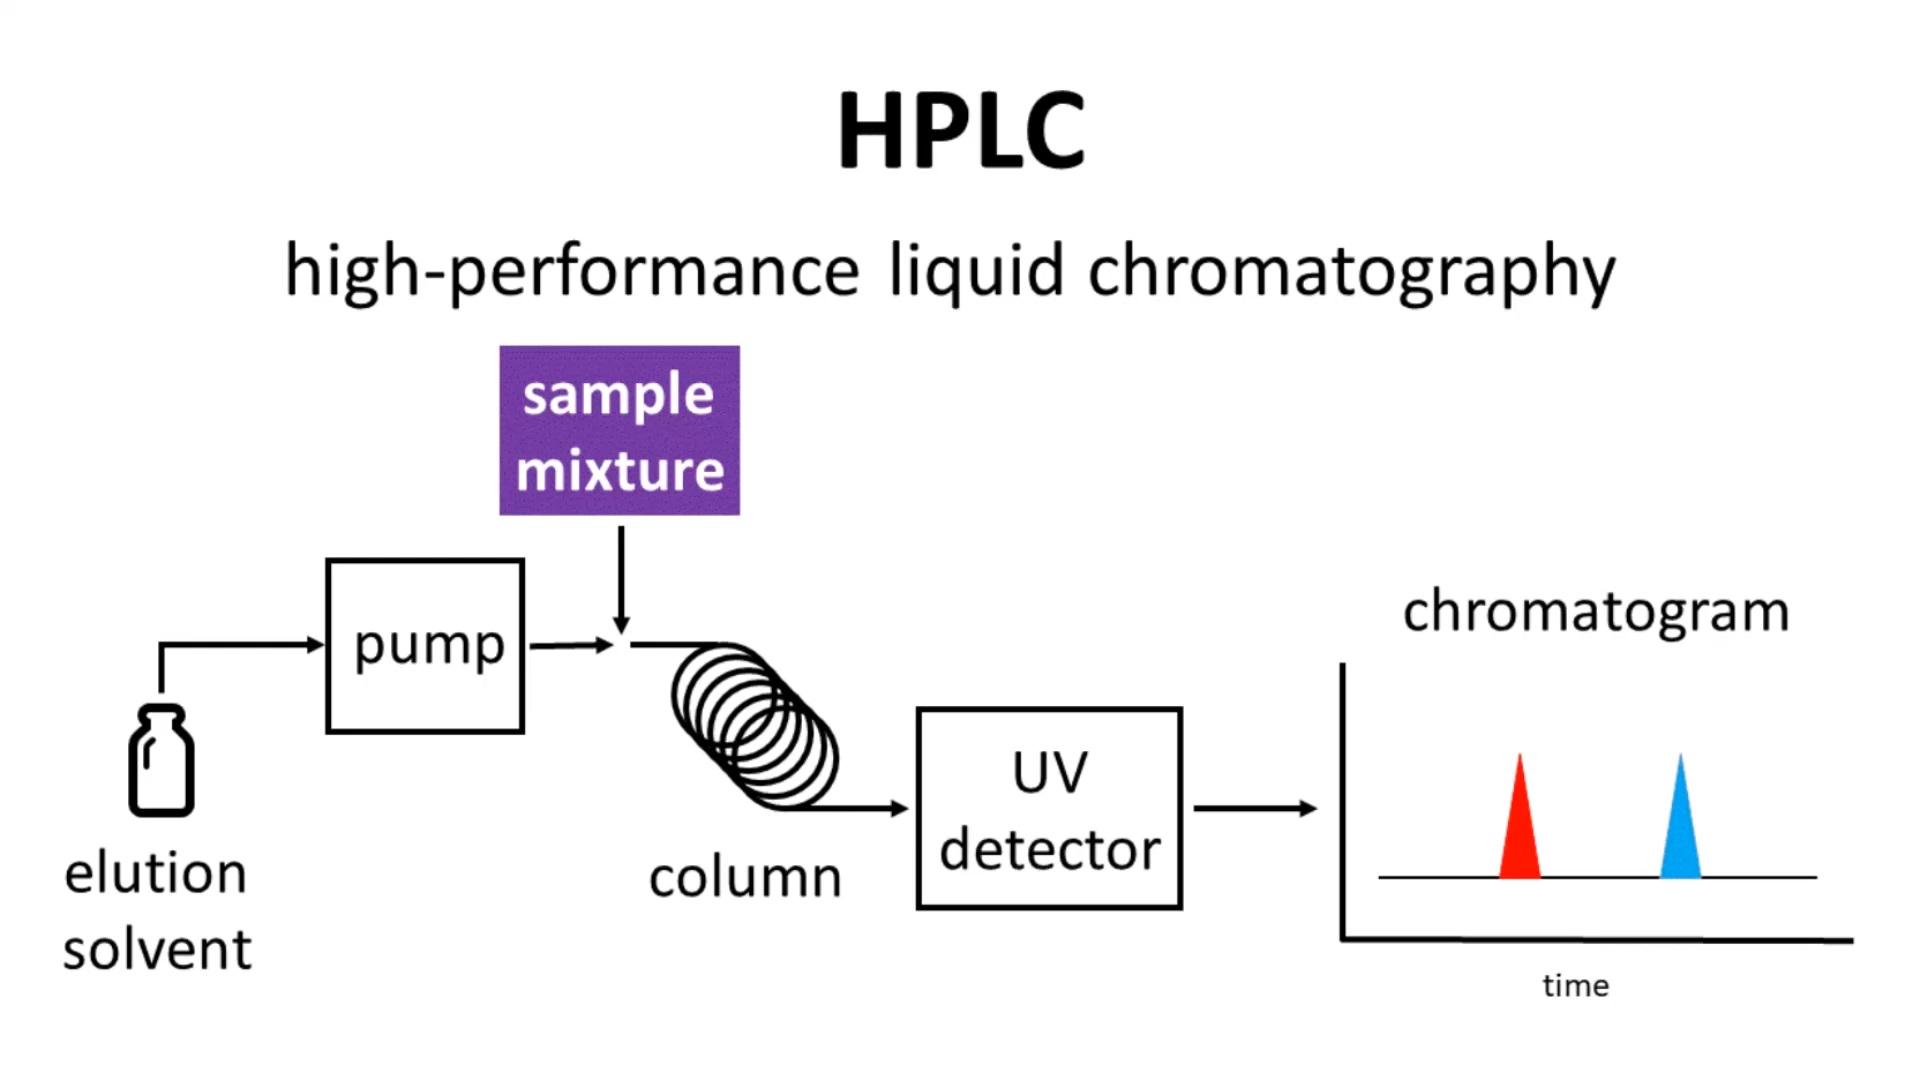 HPLC
high-performance liquid chromatography
sample
mixture
pump
elution
solvent
column
UV
detector
chromatogram
time